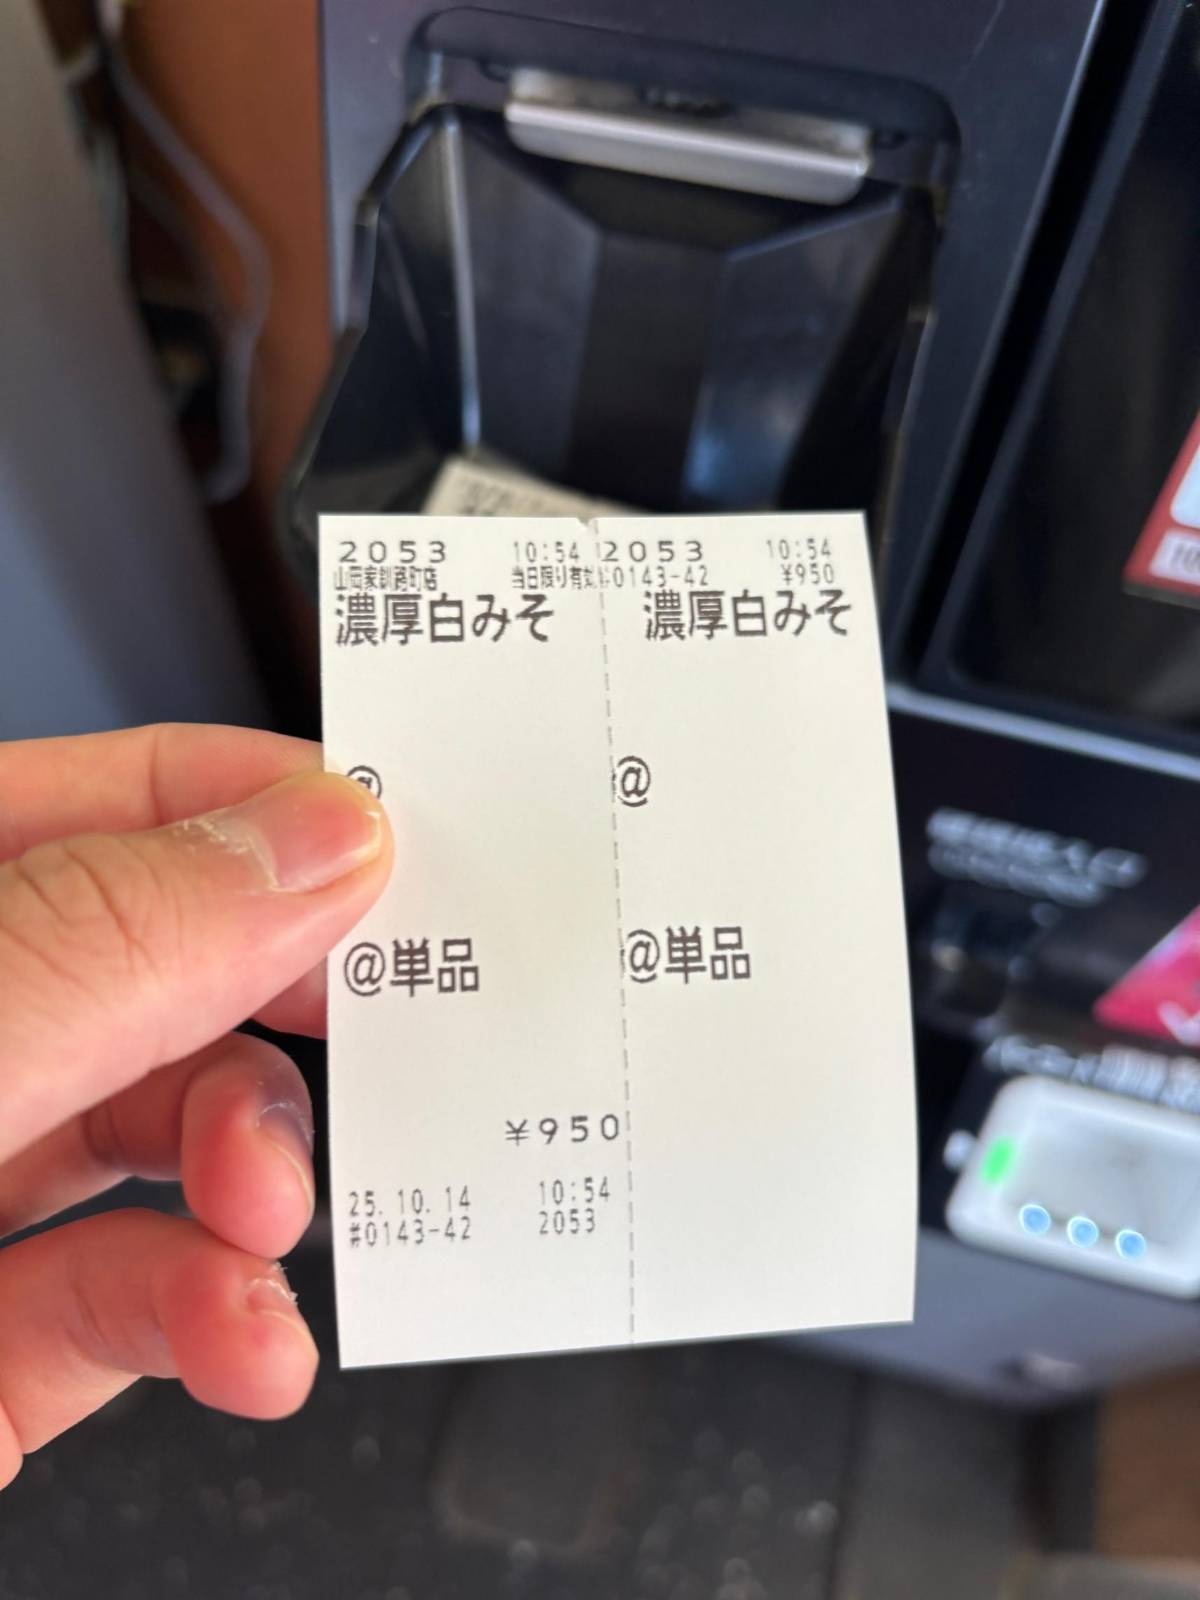 2053 10:54
山岡家釧路町店 当日限り有効
濃厚白みそ
@
@単品
¥950
25.10.14 10:54
#0143-42 2053
2053 10:54
#0143-42 ¥950
濃厚白みそ
@
@単品